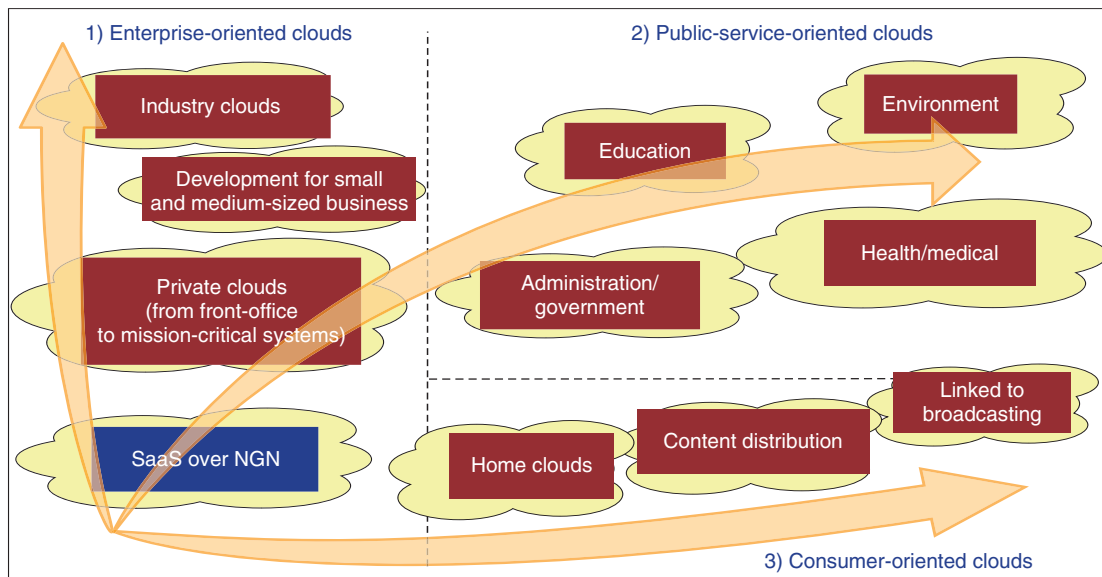 1) Enterprise-oriented clouds
Industry clouds
Development for small
and medium-sized business
Private clouds
(from front-office
to mission-critical systems)
SaaS over NGN
2) Public-service-oriented clouds
Environment
Education
Health/medical
Administration/
government
Linked to
broadcasting
Content distribution
Home clouds
3) Consumer-oriented clouds